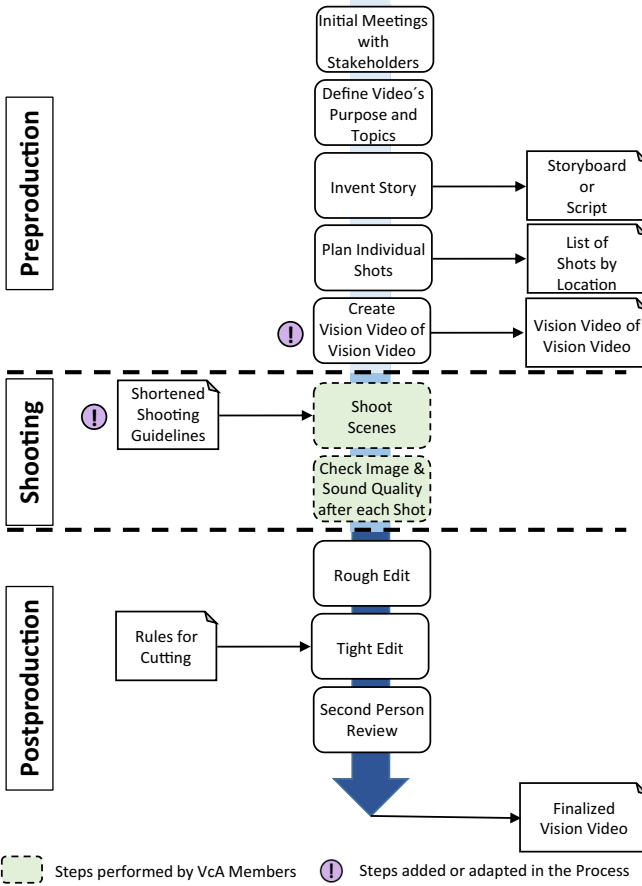 Preproduction
Initial Meetings
with
Stakeholders
Define Video´s
Purpose and
Topics
Invent Story
Storyboard
or
Script
Plan Individual
Shots
List of
Shots by
Location
!
Create
Vision Video of
Vision Video
Vision Video of
Vision Video
Shooting
!
Shortened
Shooting
Guidelines
Shoot
Scenes
Check Image &
Sound Quality
after each Shot
Postproduction
Rough Edit
Rules for
Cutting
Tight Edit
Second Person
Review
Finalized
Vision Video
Steps performed by VcA Members
!
Steps added or adapted in the Process